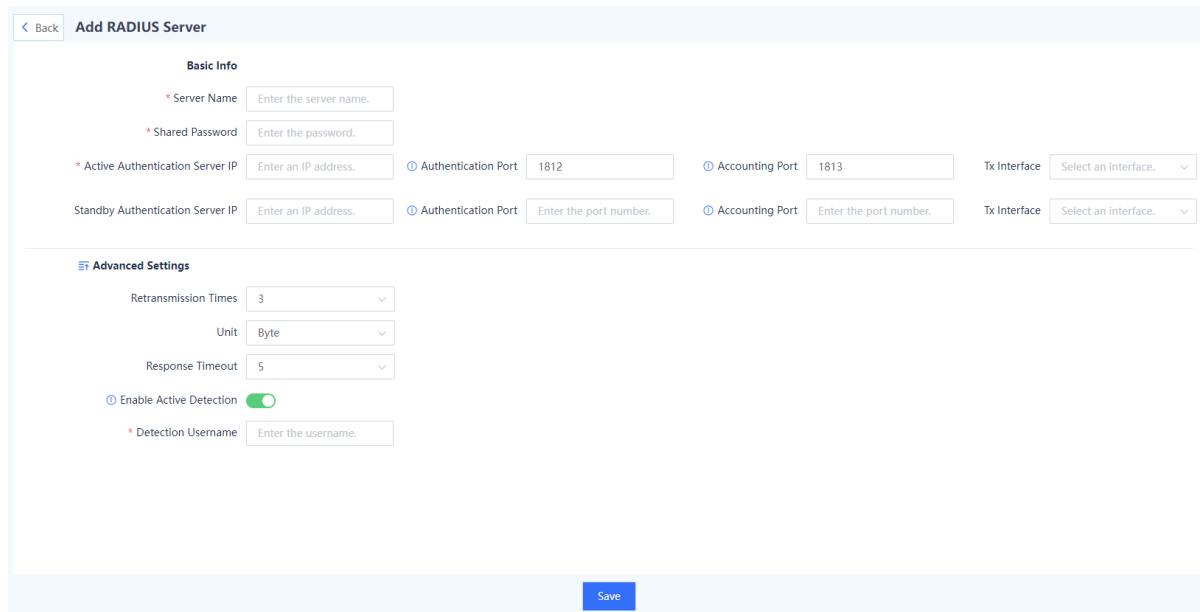 Back Add RADIUS Server
Basic Info
* Server Name Enter the server name.
* Shared Password Enter the password.
* Active Authentication Server IP Enter an IP address. Authentication Port 1812 Accounting Port 1813 Tx Interface Select an interface.
Standby Authentication Server IP Enter an IP address. Authentication Port Enter the port number. Accounting Port Enter the port number. Tx Interface Select an interface.
Advanced Settings
Retransmission Times 3
Unit Byte
Response Timeout 5
Enable Active Detection
* Detection Username Enter the username.
Save